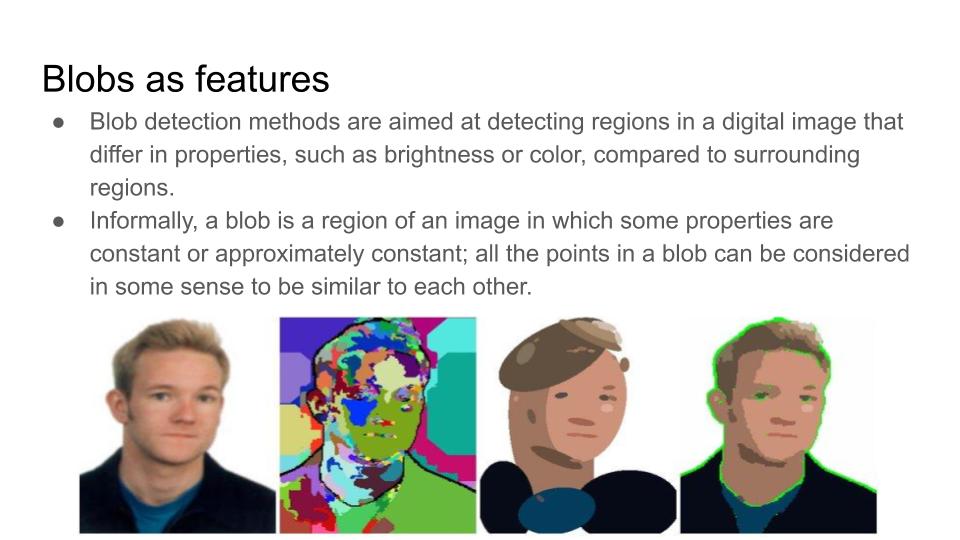 Blobs as features
● Blob detection methods are aimed at detecting regions in a digital image that
differ in properties, such as brightness or color, compared to surrounding
regions.
● Informally, a blob is a region of an image in which some properties are
constant or approximately constant; all the points in a blob can be considered
in some sense to be similar to each other.